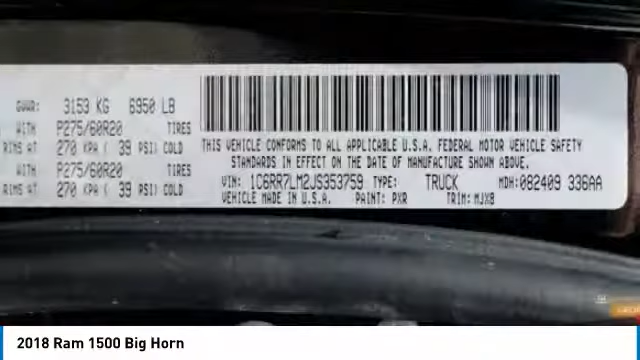 GVWR: 3153 KG 6950 LB
WITH P275/60R20 TIRES
RIMS AT 270 KPA ( 39 PSI) COLD
WITH P275/60R20 TIRES
RIMS AT 270 KPA ( 39 PSI) COLD
THIS VEHICLE CONFORMS TO ALL APPLICABLE U.S.A. FEDERAL MOTOR VEHICLE SAFETY
STANDARDS IN EFFECT ON THE DATE OF MANUFACTURE SHOWN ABOVE.
VIN: 1C6RR7LM2JS353759 TYPE: TRUCK MDH: 082409 336AA
VEHICLE MADE IN U.S.A. PAINT: PXR TRIM: MJX8
2018 Ram 1500 Big Horn